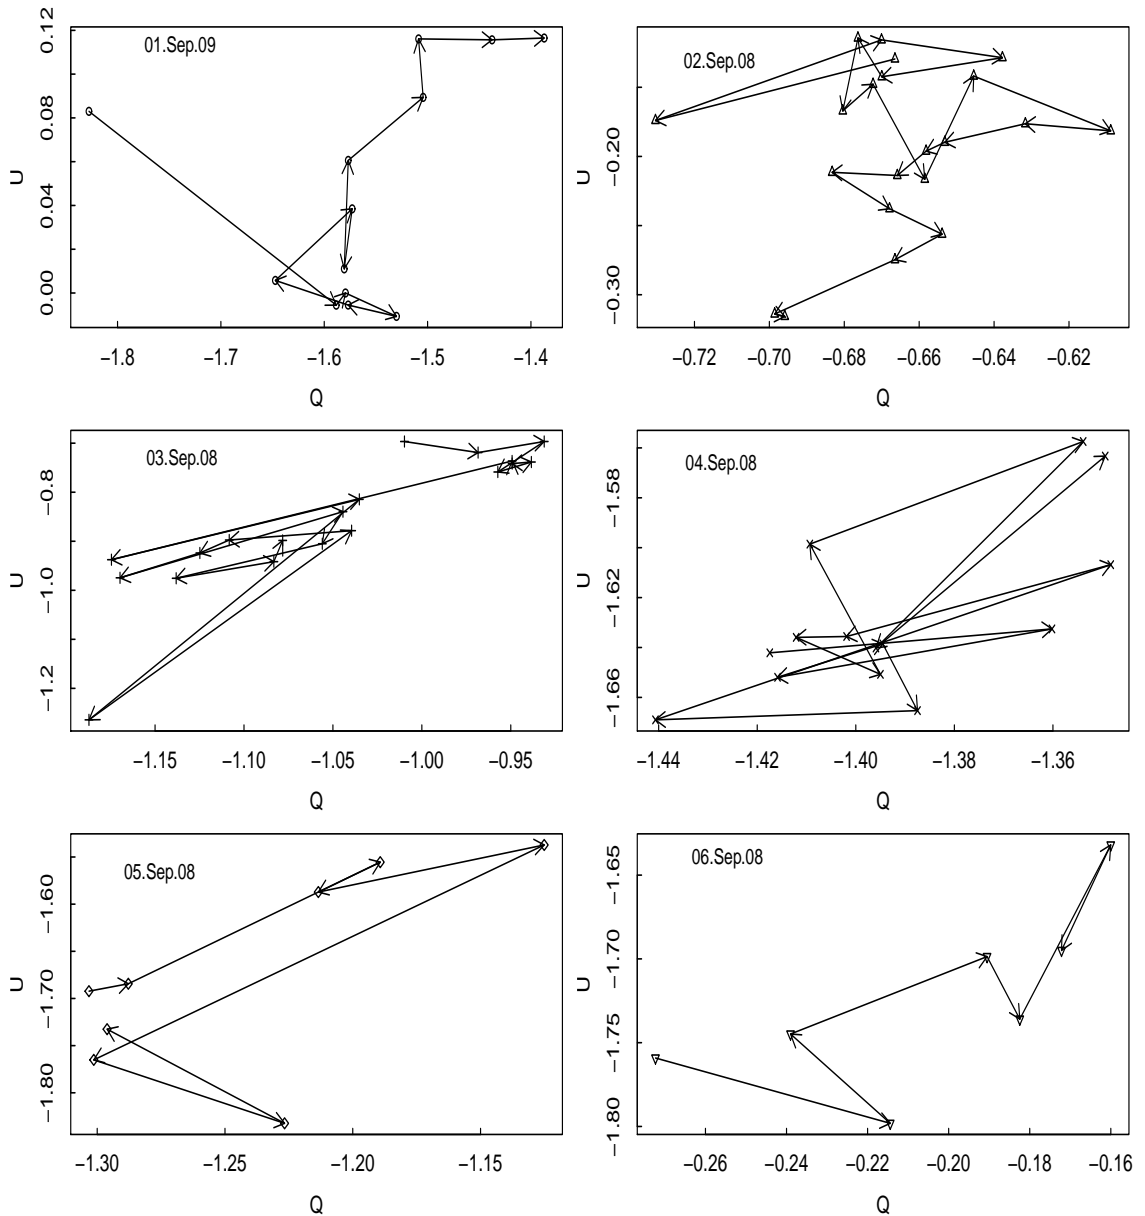 01.Sep.09
U
0.00 0.04 0.08 0.12
−1.8 −1.7 −1.6 −1.5 −1.4
Q
02.Sep.08
U
−0.30 −0.20
−0.72 −0.70 −0.68 −0.66 −0.64 −0.62
Q
03.Sep.08
U
−1.2 −1.0 −0.8
−1.15 −1.10 −1.05 −1.00 −0.95
Q
04.Sep.08
U
−1.66 −1.62 −1.58
−1.44 −1.42 −1.40 −1.38 −1.36
Q
05.Sep.08
U
−1.80 −1.70 −1.60
−1.30 −1.25 −1.20 −1.15
Q
06.Sep.08
U
−1.80 −1.75 −1.70 −1.65
−0.26 −0.24 −0.22 −0.20 −0.18 −0.16
Q